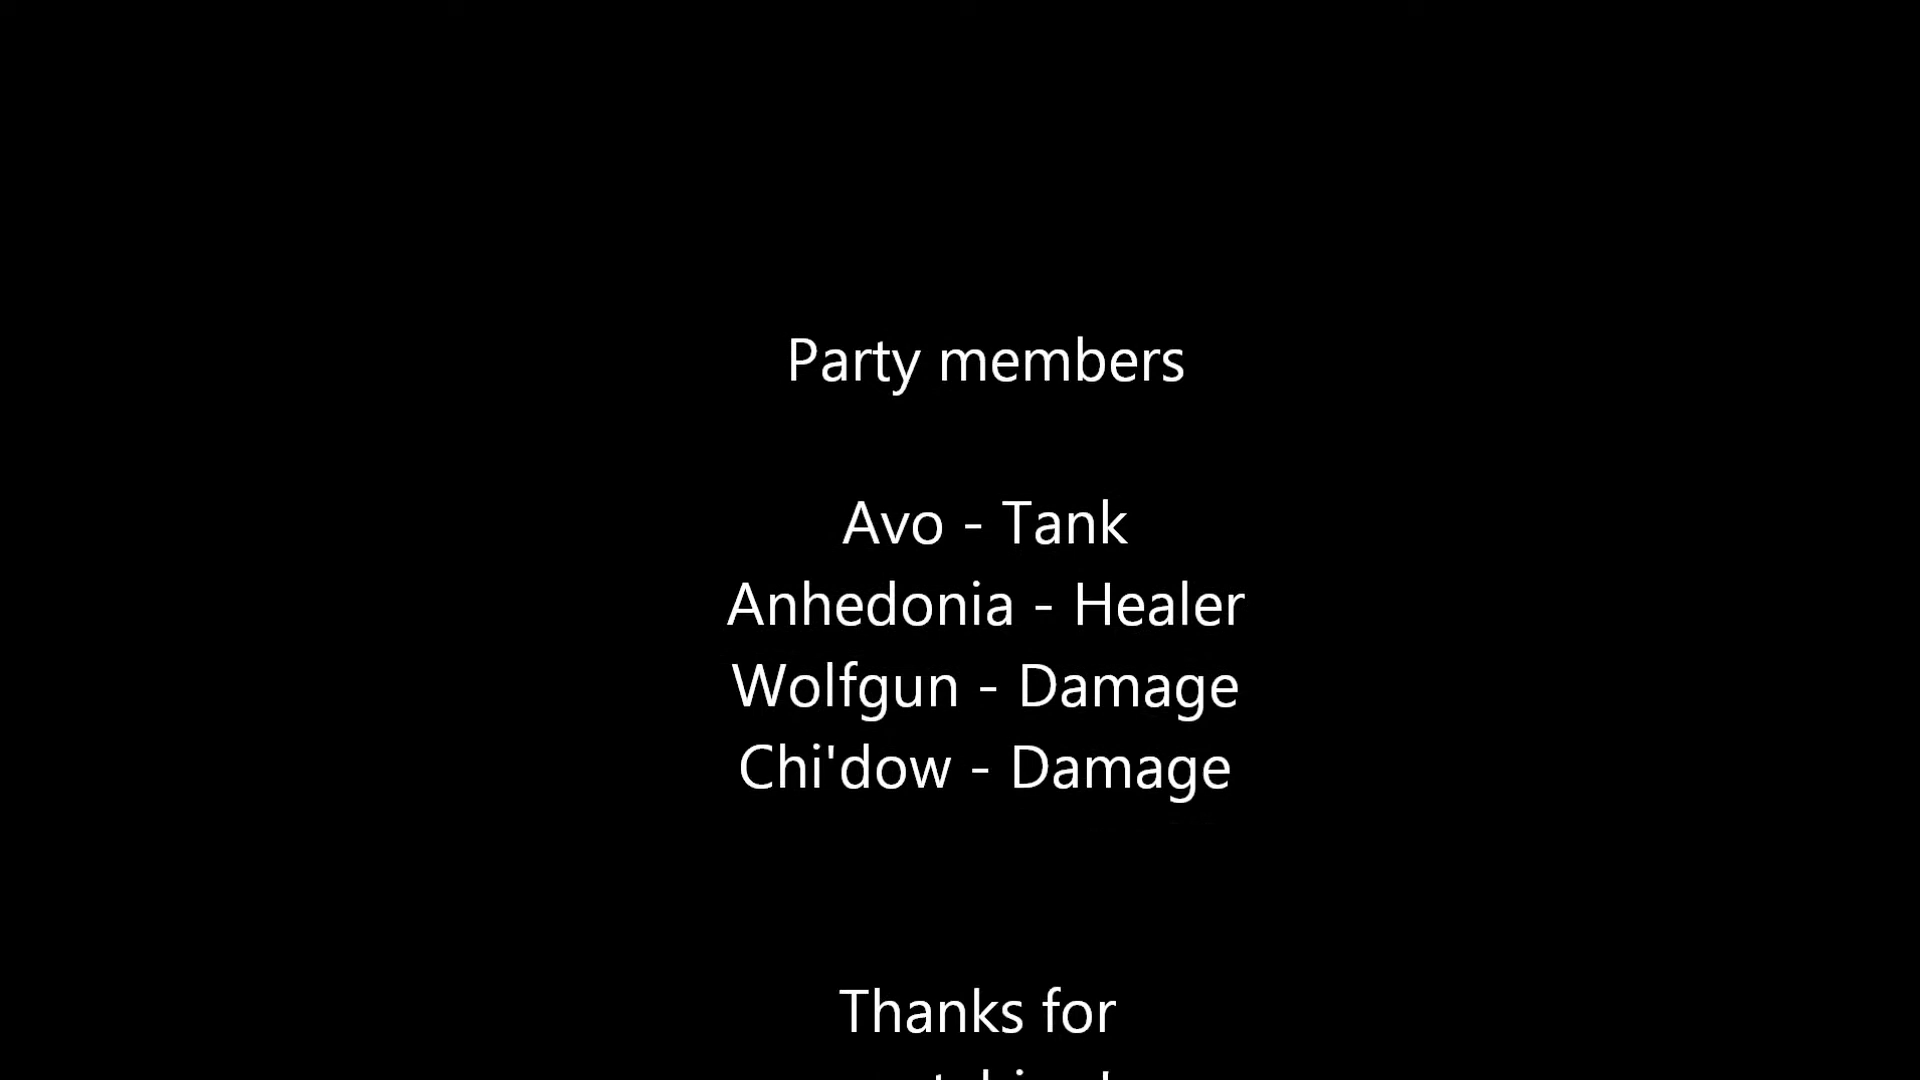 Party members
Avo - Tank
Anhedonia - Healer
Wolfgun - Damage
Chi'dow - Damage
Thanks for